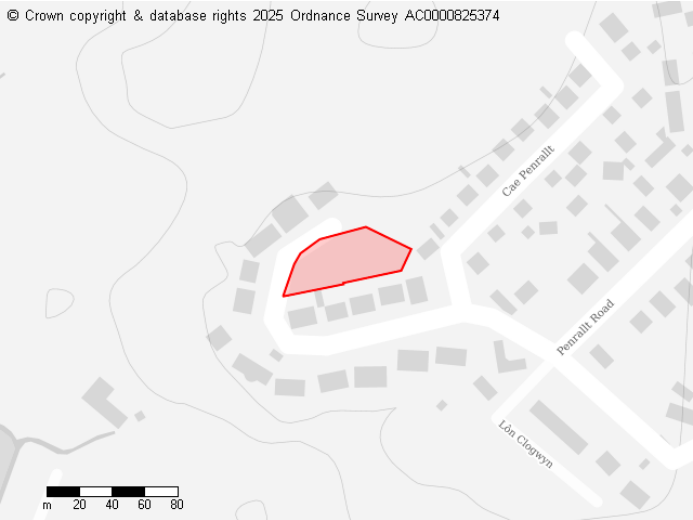 © Crown copyright & database rights 2025 Ordnance Survey AC0000825374
Cae Penrallt
Penrallt Road
Lôn Clogwyn
m 20 40 60 80